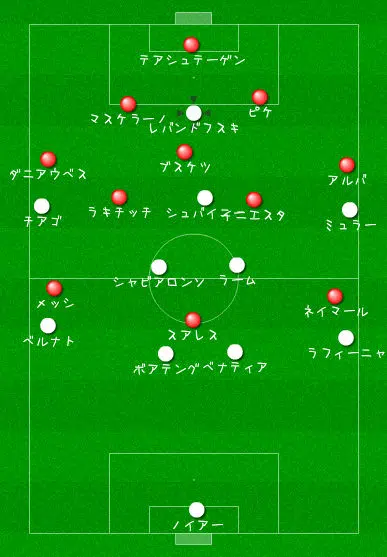 テアシュテーゲン
マスケラーノ
ピケ
レバンドフスキ
ブスケツ
ダニアウベス
アルバ
ラキチッチ
シュバイニ
イニエスタ
チアゴ
ミュラー
シャビアロンソ
ラーム
メッシ
ネイマール
スアレス
ベルナト
ラフィーニャ
ボアテング
ベナティア
ノイアー